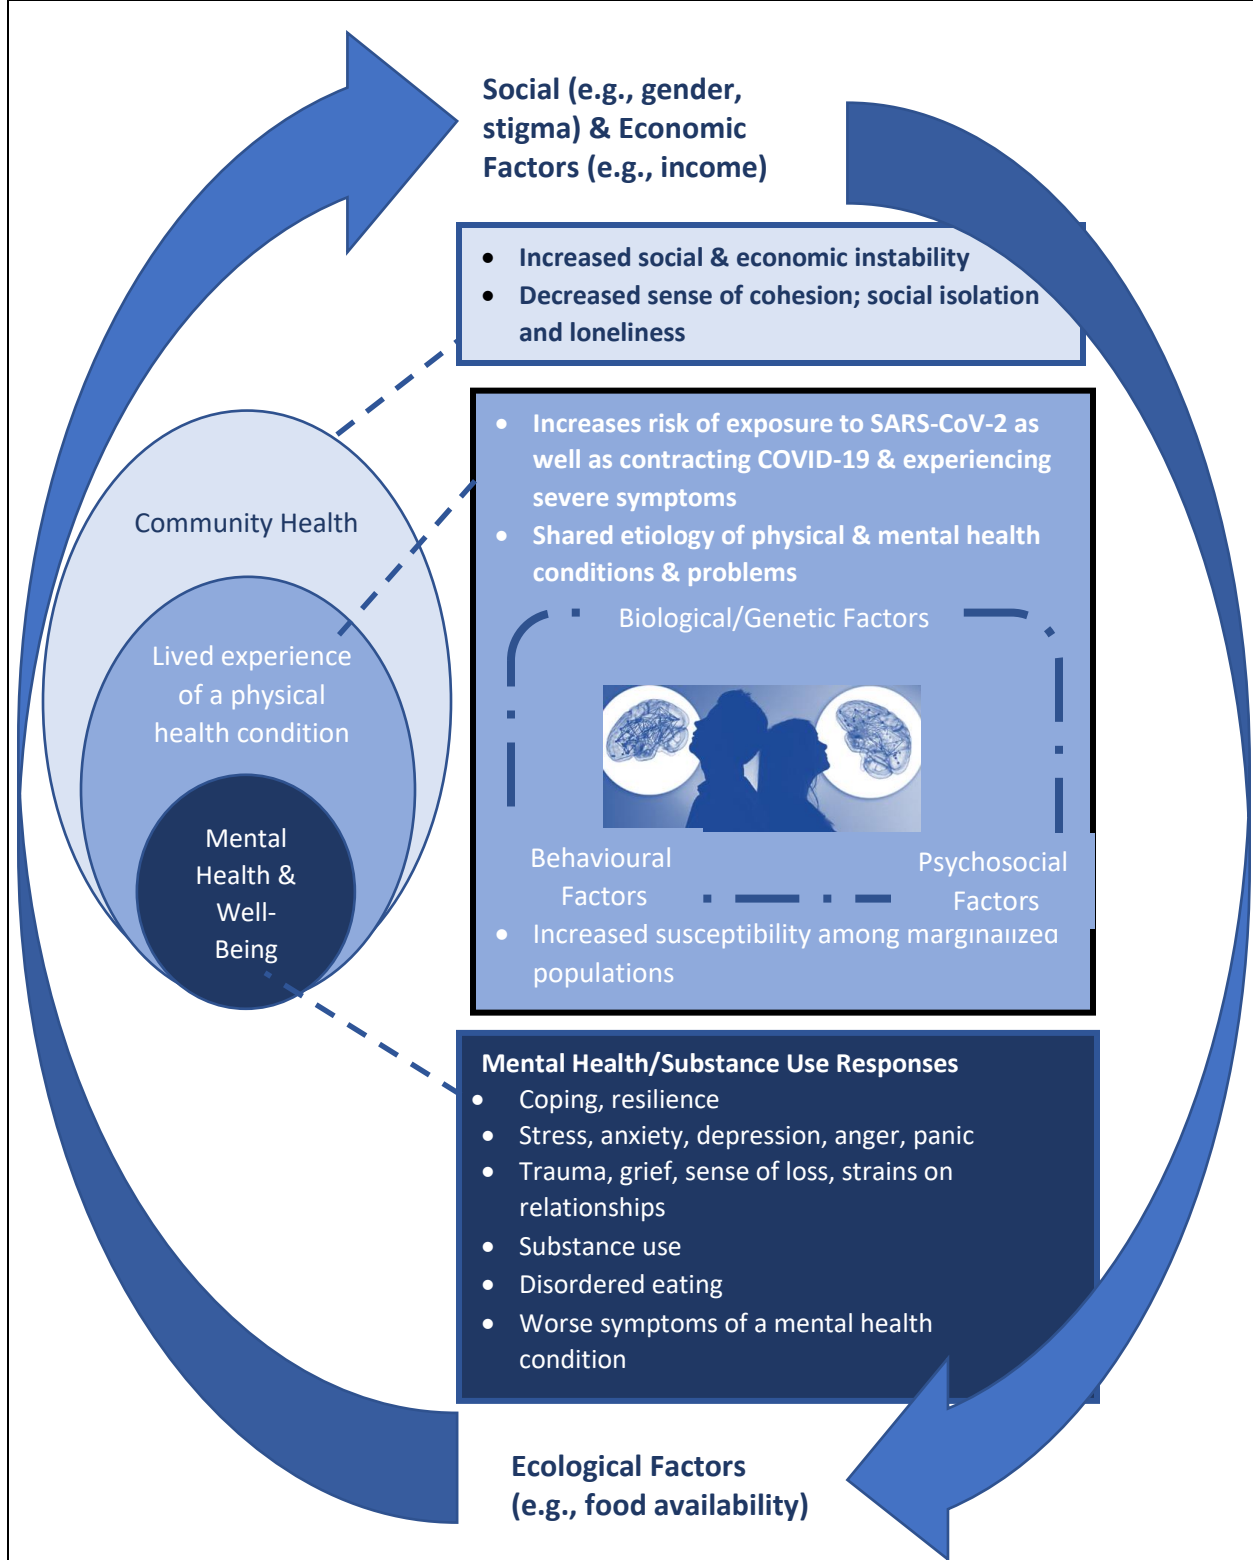 Social (e.g., gender,
stigma) & Economic
Factors (e.g., income)
• Increased social & economic instability
• Decreased sense of cohesion; social isolation
and loneliness
• Increases risk of exposure to SARS-CoV-2 as
well as contracting COVID-19 & experiencing
severe symptoms
• Shared etiology of physical & mental health
conditions & problems
Biological/Genetic Factors
Behavioural
Factors
Psychosocial
Factors
• Increased susceptibility among marginalized
populations
Community Health
Lived experience
of a physical
health condition
Mental
Health &
Well-
Being
Mental Health/Substance Use Responses
• Coping, resilience
• Stress, anxiety, depression, anger, panic
• Trauma, grief, sense of loss, strains on
relationships
• Substance use
• Disordered eating
• Worse symptoms of a mental health
condition
Ecological Factors
(e.g., food availability)